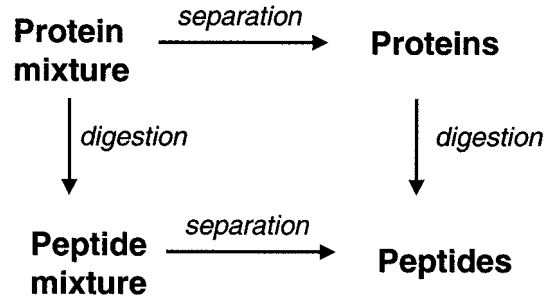 separation
Protein
mixture
Proteins
digestion
digestion
separation
Peptide
mixture
Peptides